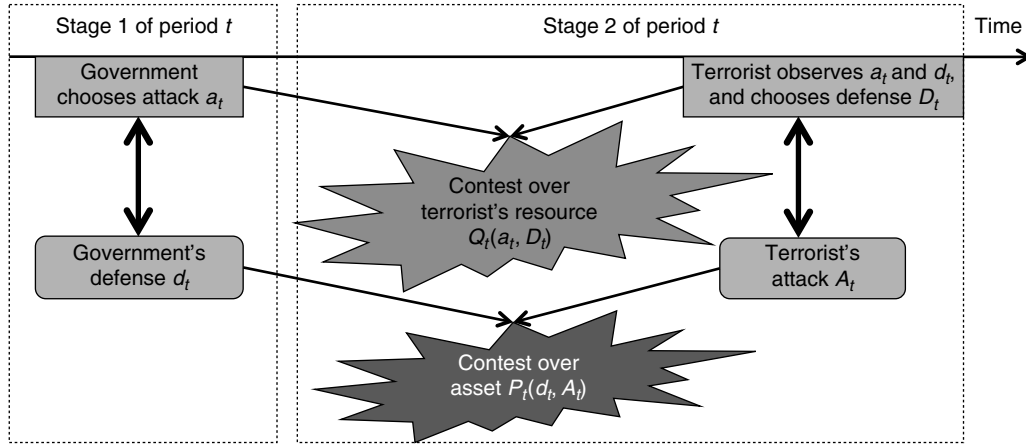 Stage 1 of period t
Stage 2 of period t
Time
Government
chooses attack a_t
Terrorist observes a_t and d_t,
and chooses defense D_t
Contest over
terrorist's resource
Q_t(a_t, D_t)
Government's
defense d_t
Terrorist's
attack A_t
Contest over
asset P_t(d_t, A_t)